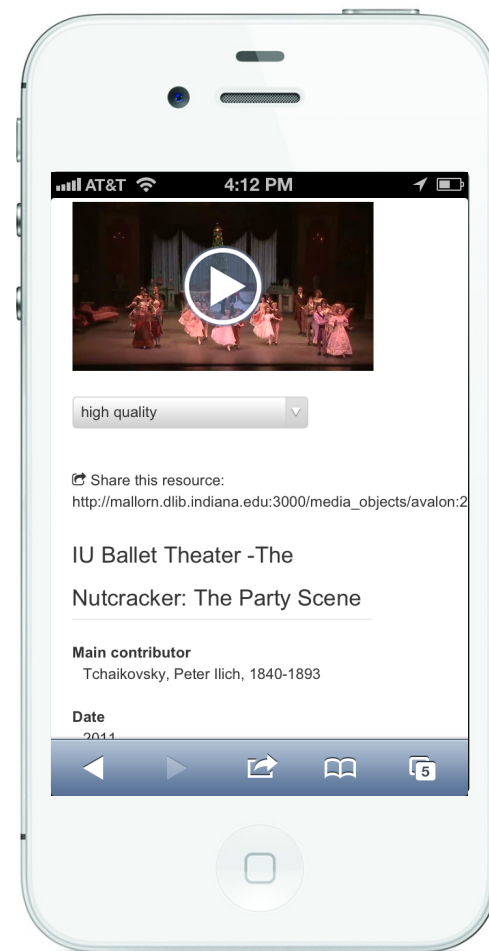 AT&T 4:12 PM
high quality
Share this resource:
http://mallorn.dlib.indiana.edu:3000/media_objects/avalon:2
IU Ballet Theater -The
Nutcracker: The Party Scene
Main contributor
Tchaikovsky, Peter Ilich, 1840-1893
Date
2011
5